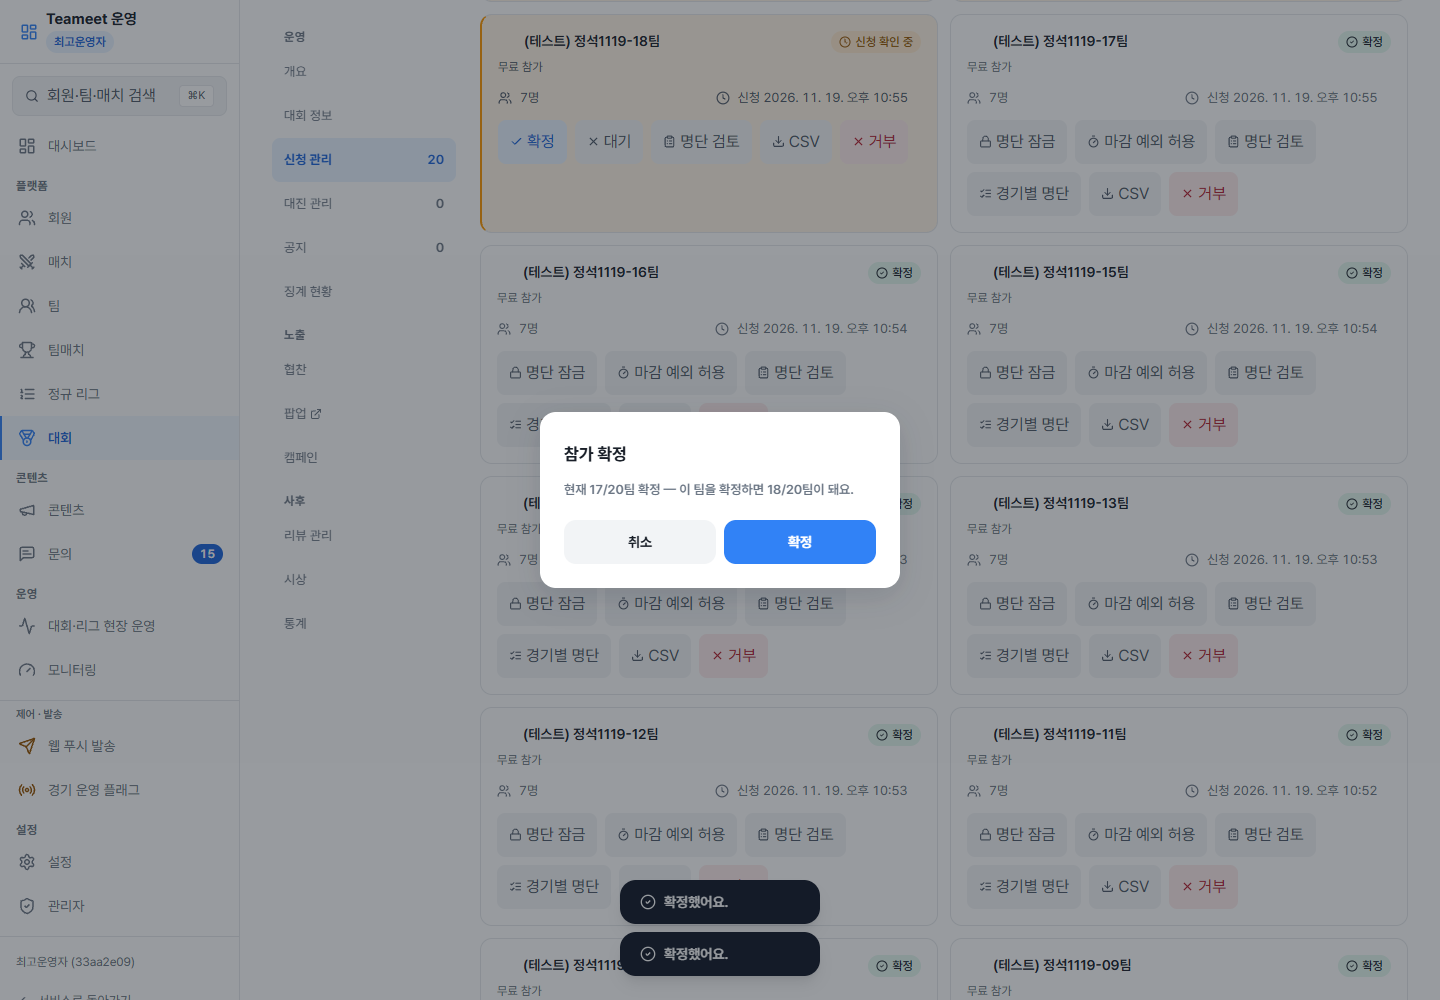 Teameet 운영
최고운영자
회원·팀·매치 검색
⌘K
대시보드
플랫폼
회원
매치
팀
팀매치
정규 리그
대회
콘텐츠
콘텐츠
문의
15
운영
대회·리그 현장 운영
모니터링
제어 · 발송
웹 푸시 발송
경기 운영 플래그
설정
설정
관리자
최고운영자 (33aa2e09)
운영
개요
대회 정보
신청 관리
20
대진 관리
0
공지
0
징계 현황
노출
협찬
팝업
캠페인
사후
리뷰 관리
시상
통계
(테스트) 정석1119-18팀
신청 확인 중
무료 참가
7명
신청 2026. 11. 19. 오후 10:55
확정
대기
명단 검토
CSV
거부
(테스트) 정석1119-17팀
확정
무료 참가
7명
신청 2026. 11. 19. 오후 10:55
명단 잠금
마감 예외 허용
명단 검토
경기별 명단
CSV
거부
(테스트) 정석1119-16팀
확정
무료 참가
7명
신청 2026. 11. 19. 오후 10:54
명단 잠금
마감 예외 허용
명단 검토
(테스트) 정석1119-15팀
확정
무료 참가
7명
신청 2026. 11. 19. 오후 10:54
명단 잠금
마감 예외 허용
명단 검토
경기별 명단
CSV
거부
참가 확정
현재 17/20팀 확정 — 이 팀을 확정하면 18/20팀이 돼요.
취소
확정
명단 잠금
마감 예외 허용
명단 검토
경기별 명단
CSV
거부
(테스트) 정석1119-13팀
확정
무료 참가
7명
신청 2026. 11. 19. 오후 10:53
명단 잠금
마감 예외 허용
명단 검토
경기별 명단
CSV
거부
(테스트) 정석1119-12팀
확정
무료 참가
7명
신청 2026. 11. 19. 오후 10:53
명단 잠금
마감 예외 허용
명단 검토
경기별 명단
(테스트) 정석1119-11팀
확정
무료 참가
7명
신청 2026. 11. 19. 오후 10:52
명단 잠금
마감 예외 허용
명단 검토
경기별 명단
CSV
거부
확정했어요.
확정했어요.
(테스트) 정석1119
확정
무료 참가
(테스트) 정석1119-09팀
확정
무료 참가